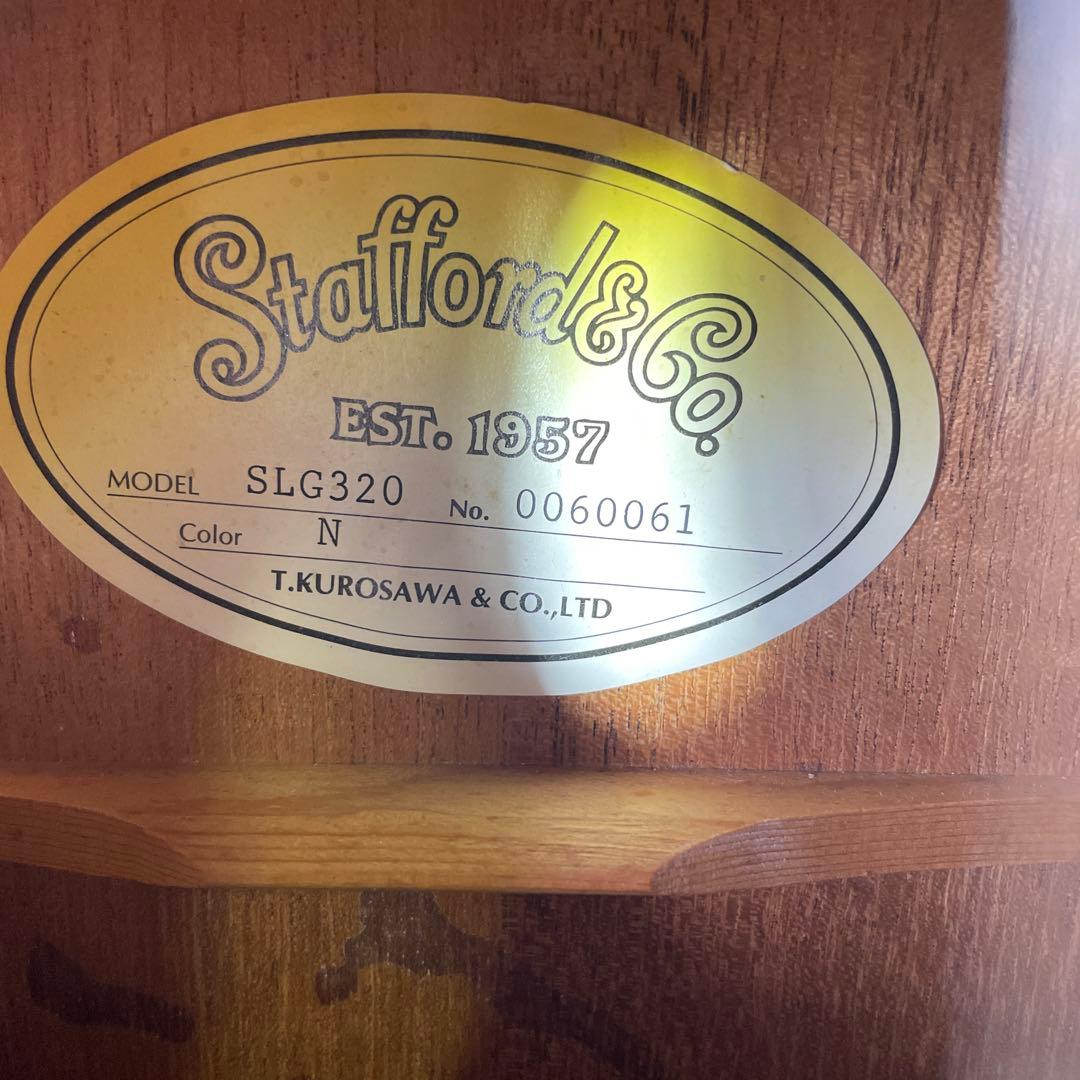 Stafford & Co.
EST. 1957
MODEL SLG320 No. 0060061
Color N
T.KUROSAWA & CO.,LTD